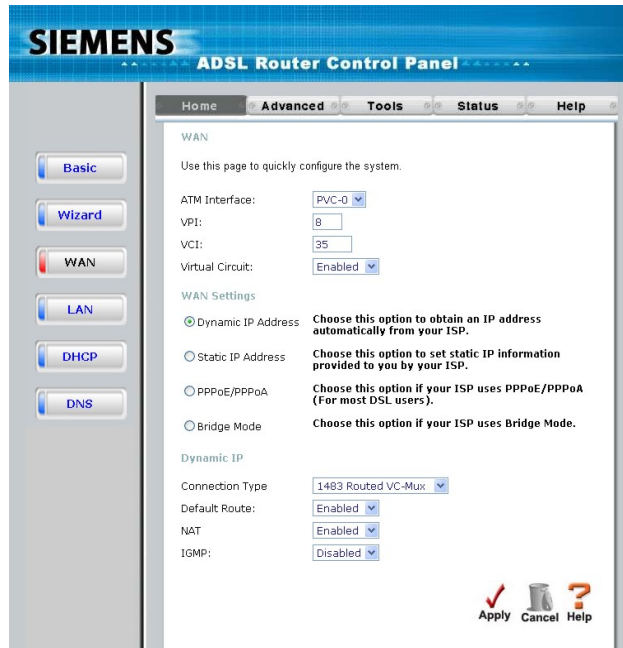 SIEMENS
ADSL Router Control Panel
Home Advanced Tools Status Help
Basic
Wizard
WAN
LAN
DHCP
DNS
WAN
Use this page to quickly configure the system.
ATM Interface: PVC-0
VPI: 8
VCI: 35
Virtual Circuit: Enabled
WAN Settings
Dynamic IP Address Choose this option to obtain an IP address
automatically from your ISP.
Static IP Address Choose this option to set static IP information
provided to you by your ISP.
PPPoE/PPPoA Choose this option if your ISP uses PPPoE/PPPoA
(For most DSL users).
Bridge Mode Choose this option if your ISP uses Bridge Mode.
Dynamic IP
Connection Type 1483 Routed VC-Mux
Default Route: Enabled
NAT Enabled
IGMP: Disabled
Apply Cancel Help